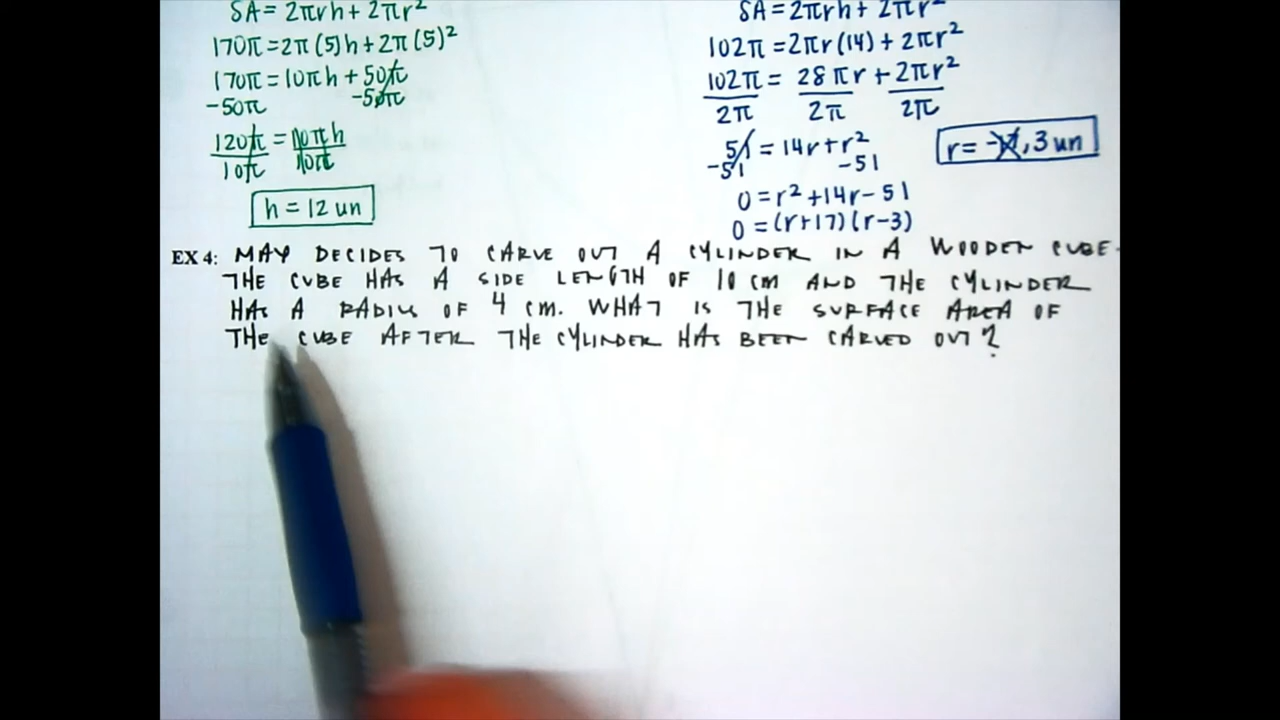 SA = 2πrh + 2πr²
170π = 2π(5)h + 2π(5)²
170π = 10πh + 50π
-50π -50π
120π = 10πh
10π 10π
h = 12 un
SA = 2πrh + 2πr²
102π = 2πr(14) + 2πr²
102π = 28πr + 2πr²
2π 2π 2π
51 = 14r + r²
-51 -51
0 = r² + 14r - 51
0 = (r+17)(r-3)
r = -17, 3 un
EX 4: MAY DECIDES TO CARVE OUT A CYLINDER IN A WOODEN CUBE.
THE CUBE HAS A SIDE LENGTH OF 10 CM AND THE CYLINDER
HAS A RADIUS OF 4 CM. WHAT IS THE SURFACE AREA OF
THE CUBE AFTER THE CYLINDER HAS BEEN CARVED OUT?